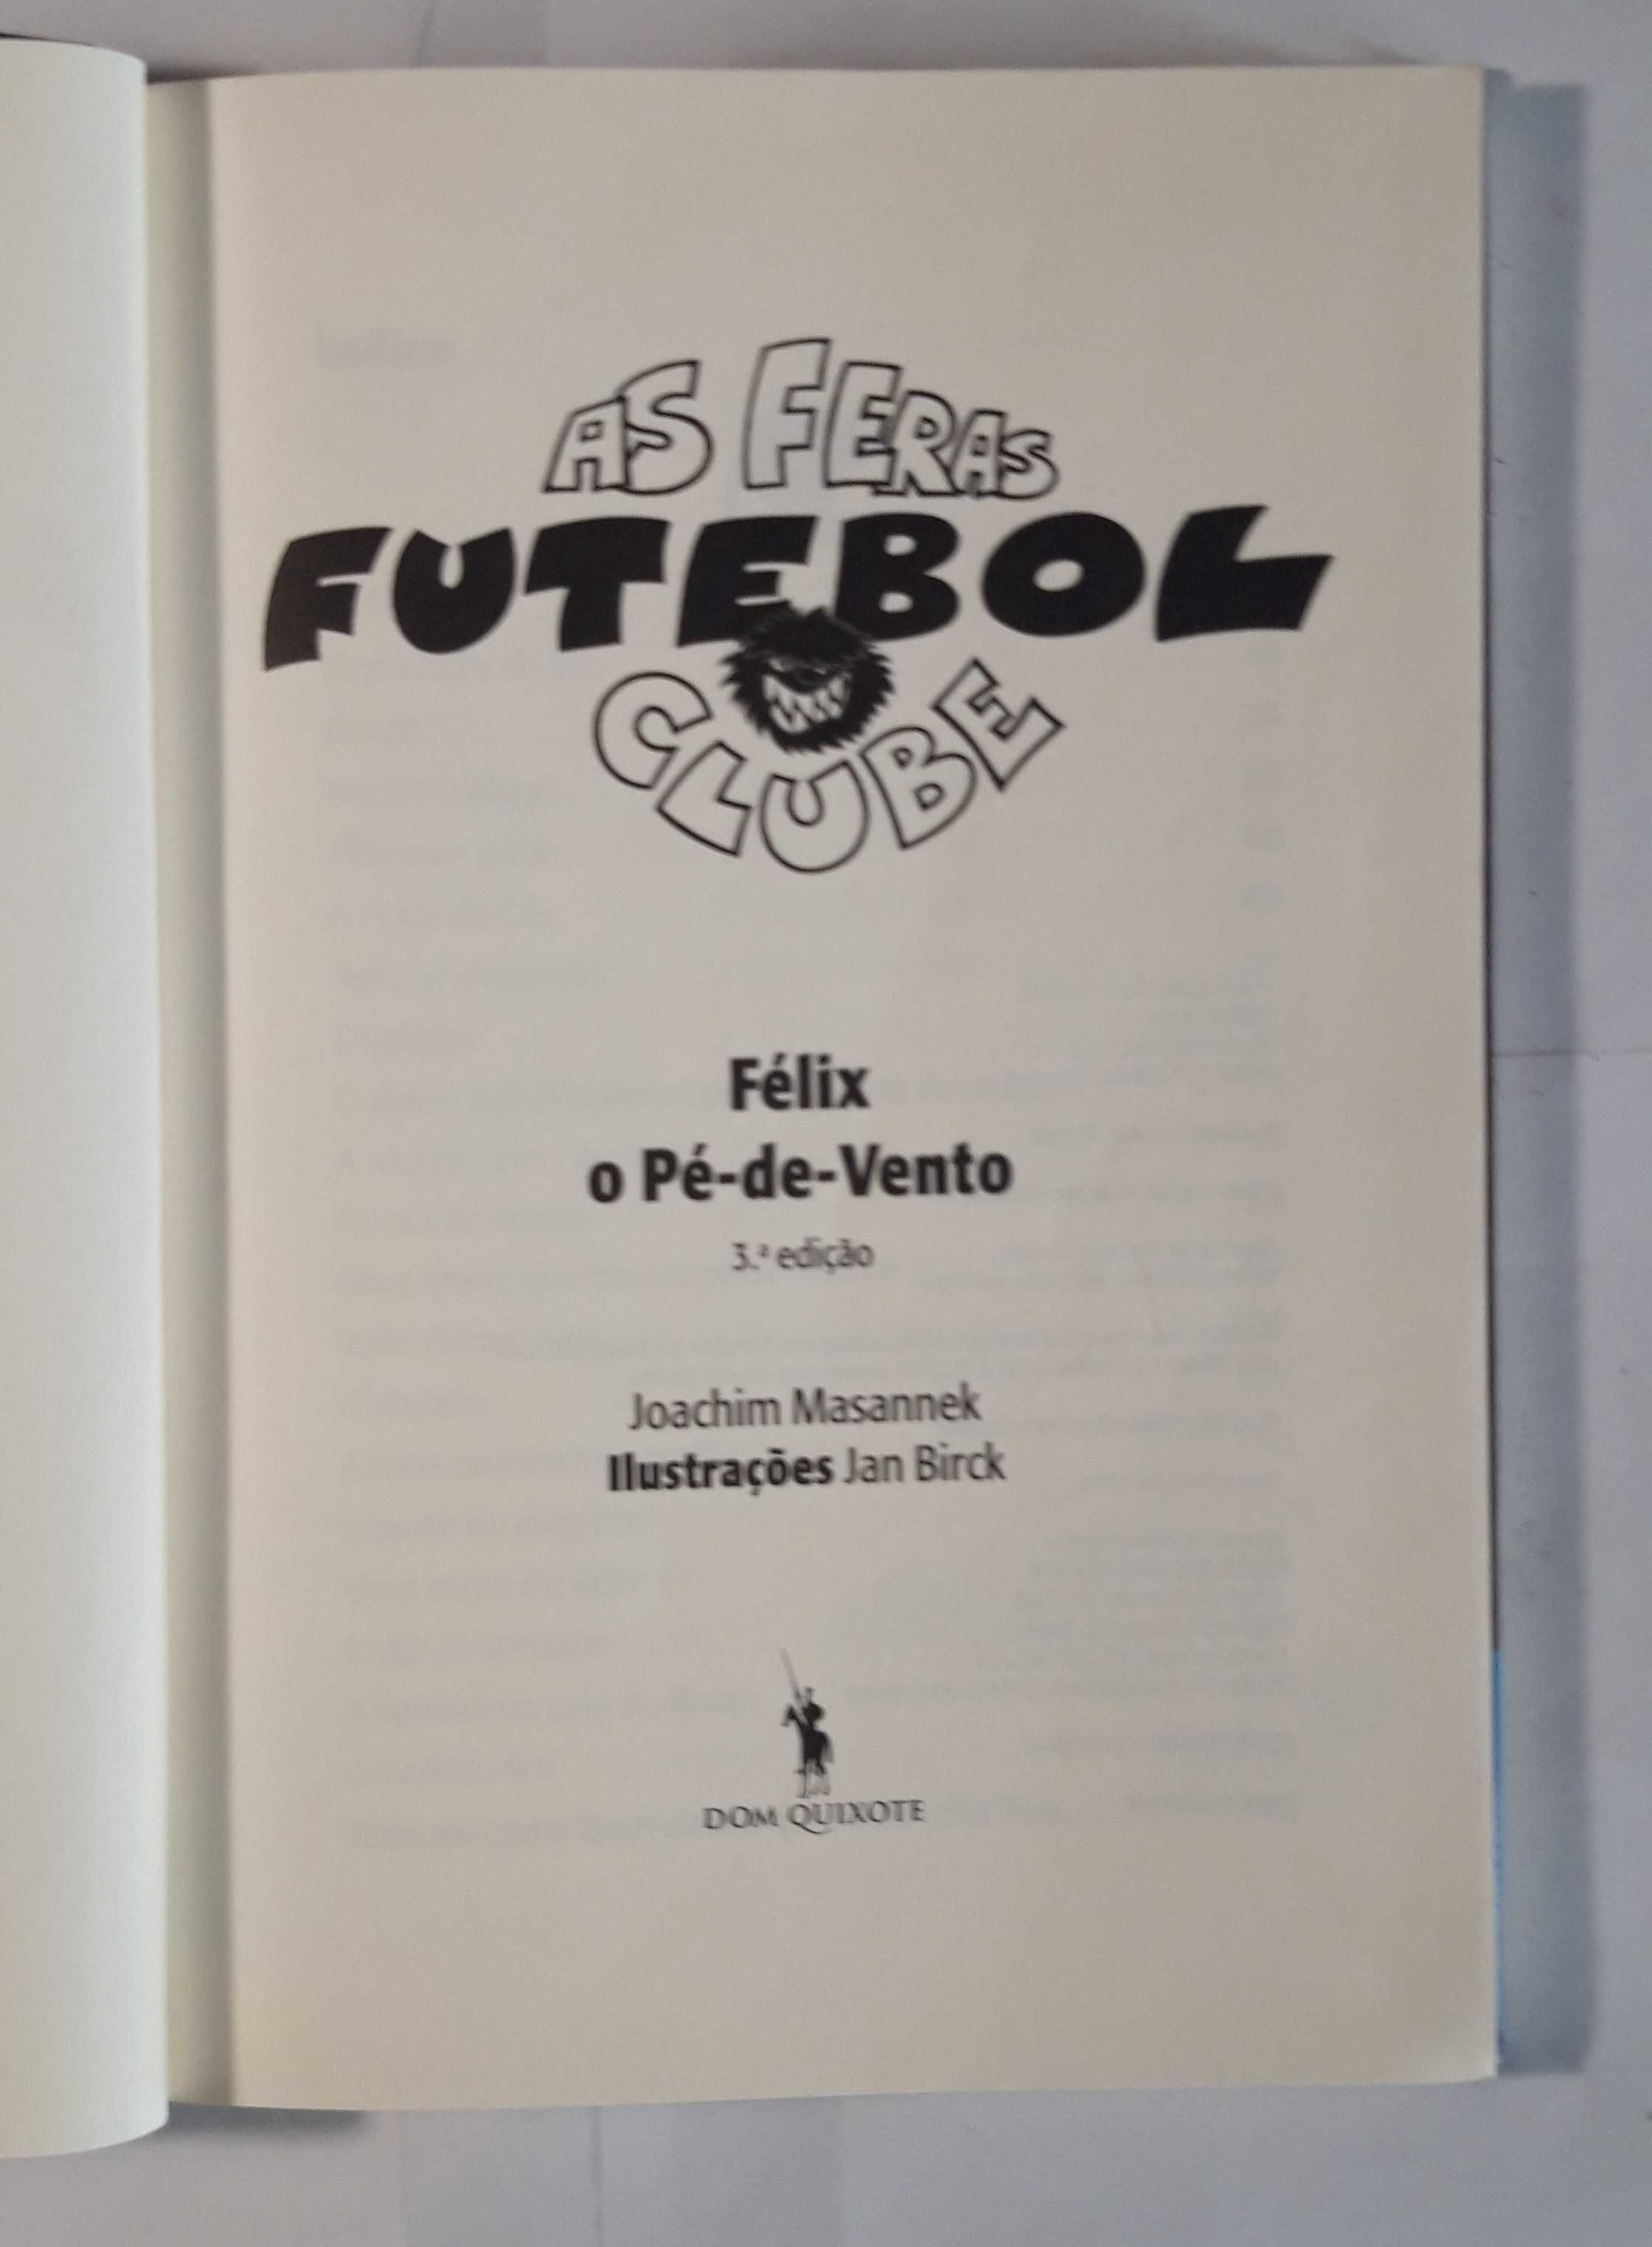 AS FERAS
FUTEBOL
CLUBE
Félix
o Pé-de-Vento
3.ª edição
Joachim Masannek
Ilustrações Jan Birck
DOM QUIXOTE